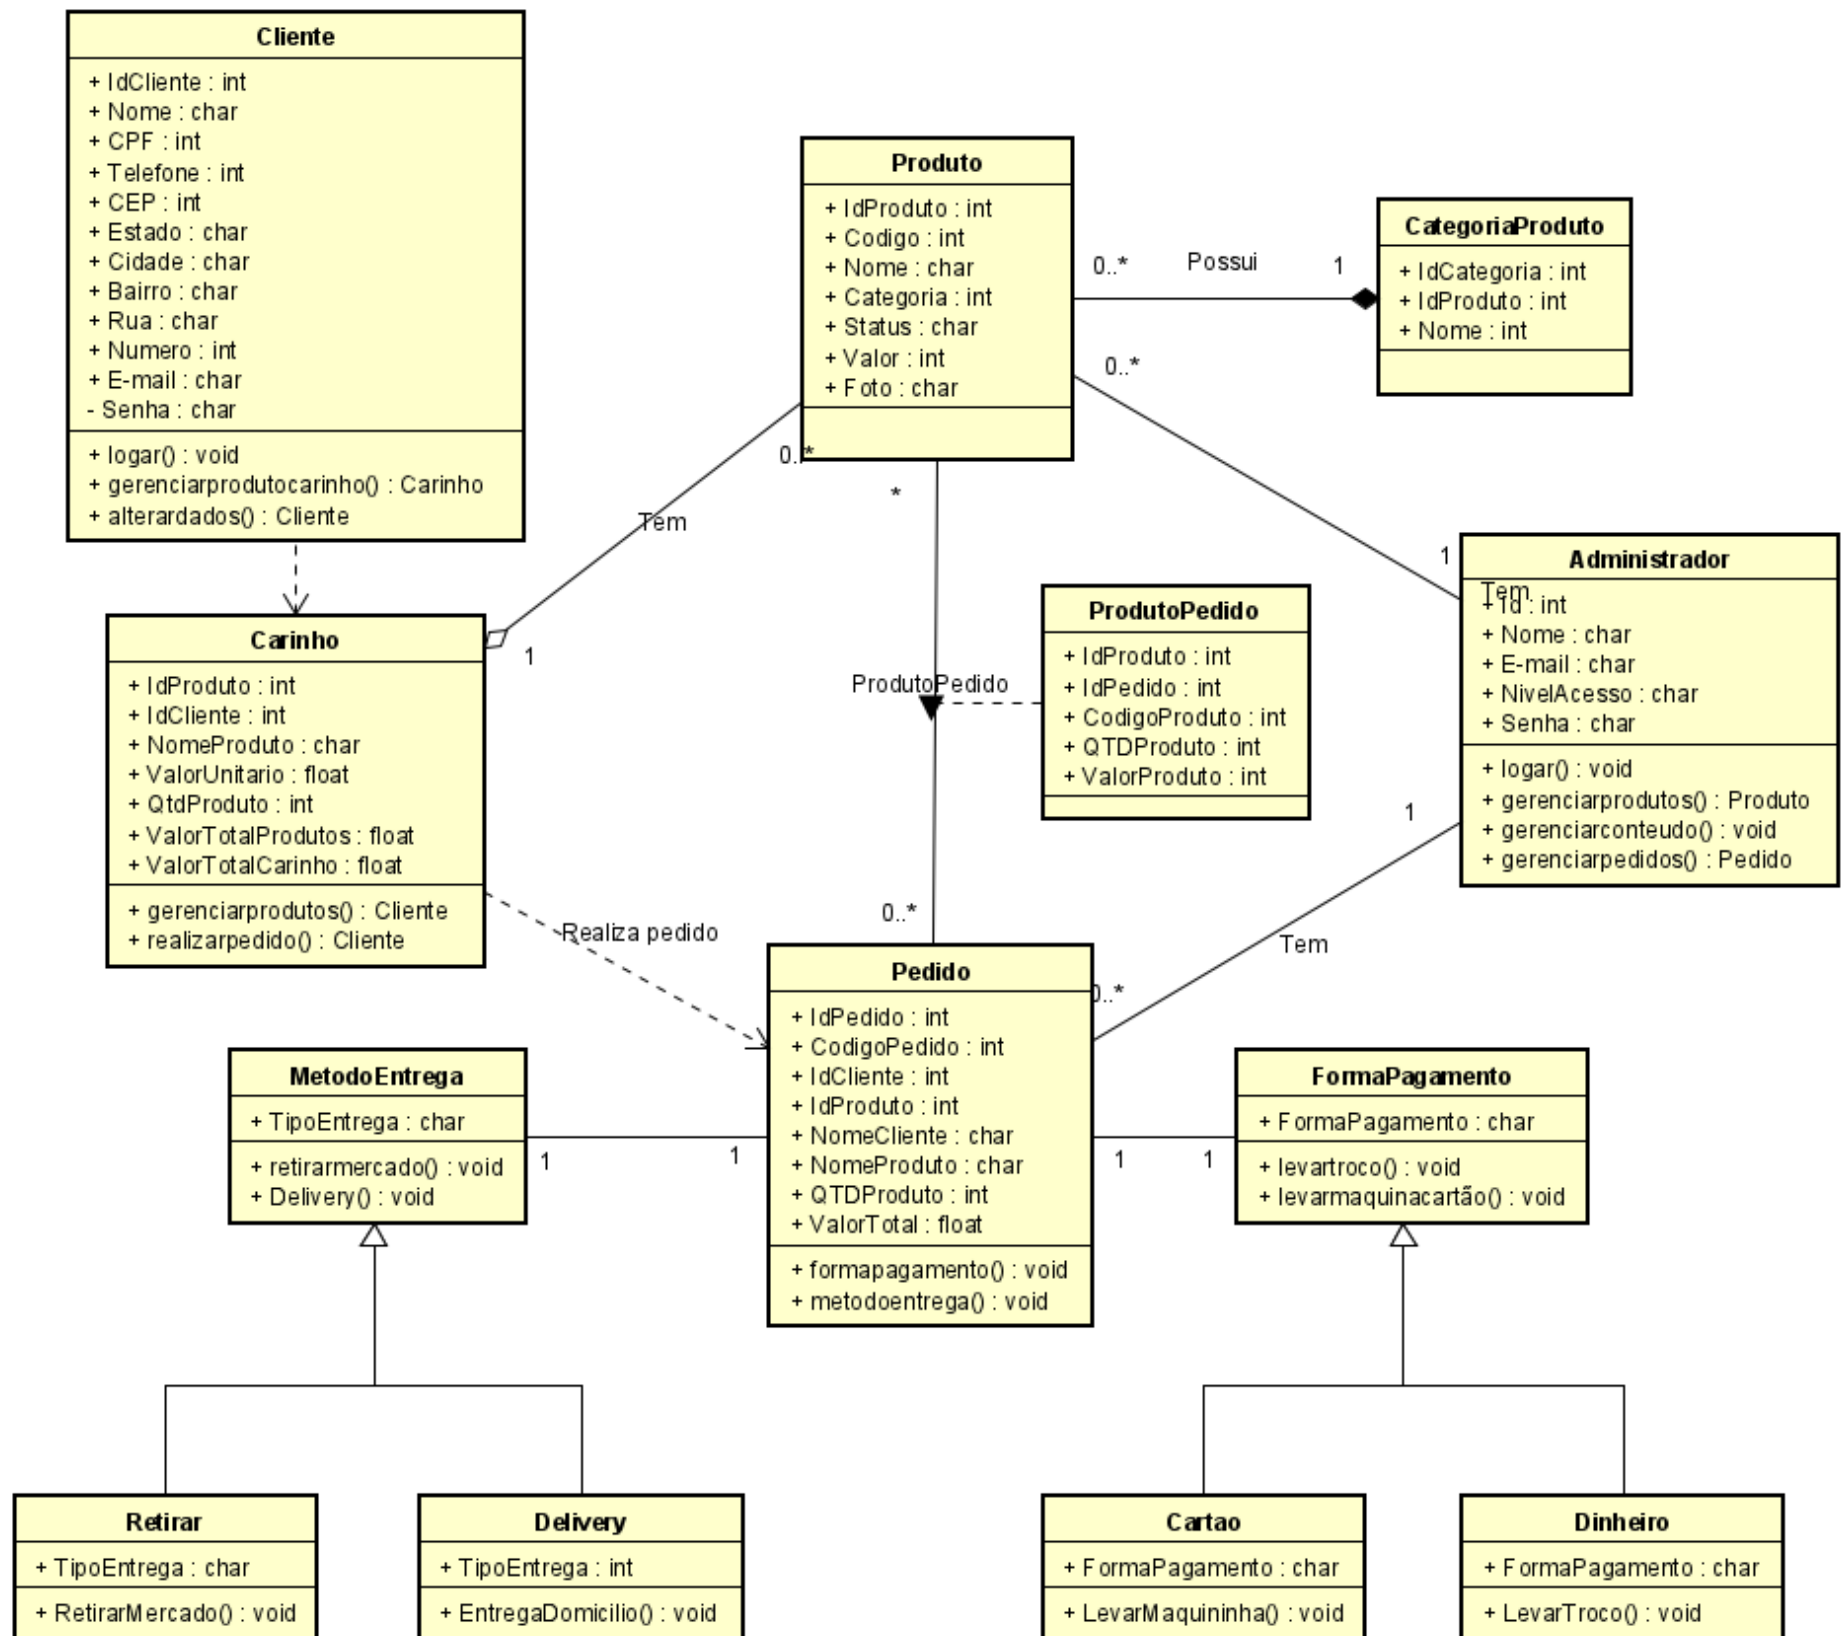 Cliente
+ IdCliente : int
+ Nome : char
+ CPF : int
+ Telefone : int
+ CEP : int
+ Estado : char
+ Cidade : char
+ Bairro : char
+ Rua : char
+ Numero : int
+ E-mail : char
- Senha : char
+ logar() : void
+ gerenciarprodutocarinho() : Carinho
+ alterardados() : Cliente
Produto
+ IdProduto : int
+ Codigo : int
+ Nome : char
+ Categoria : int
+ Status : char
+ Valor : int
+ Foto : char
0..*
Possui
1
CategoriaProduto
+ IdCategoria : int
+ IdProduto : int
+ Nome : int
0..*
1
Tem
0..*
Tem
1
*
ProdutoPedido
0..*
Carinho
+ IdProduto : int
+ IdCliente : int
+ NomeProduto : char
+ ValorUnitario : float
+ QtdProduto : int
+ ValorTotalProdutos : float
+ ValorTotalCarinho : float
+ gerenciarprodutos() : Cliente
+ realizarpedido() : Cliente
ProdutoPedido
+ IdProduto : int
+ IdPedido : int
+ CodigoProduto : int
+ QTDProduto : int
+ ValorProduto : int
Administrador
+ Id : int
+ Nome : char
+ E-mail : char
+ NivelAcesso : char
+ Senha : char
+ logar() : void
+ gerenciarprodutos() : Produto
+ gerenciarconteudo() : void
+ gerenciarpedidos() : Pedido
1
Tem
0..*
Realiza pedido
Pedido
+ IdPedido : int
+ CodigoPedido : int
+ IdCliente : int
+ IdProduto : int
+ NomeCliente : char
+ NomeProduto : char
+ QTDProduto : int
+ ValorTotal : float
+ formapagamento() : void
+ metodoentrega() : void
MetodoEntrega
+ TipoEntrega : char
+ retirarmercado() : void
+ Delivery() : void
1
1
1
1
FormaPagamento
+ FormaPagamento : char
+ levartroco() : void
+ levarmaquinacartão() : void
Retirar
+ TipoEntrega : char
+ RetirarMercado() : void
Delivery
+ TipoEntrega : int
+ EntregaDomicilio() : void
Cartao
+ FormaPagamento : char
+ LevarMaquininha() : void
Dinheiro
+ FormaPagamento : char
+ LevarTroco() : void